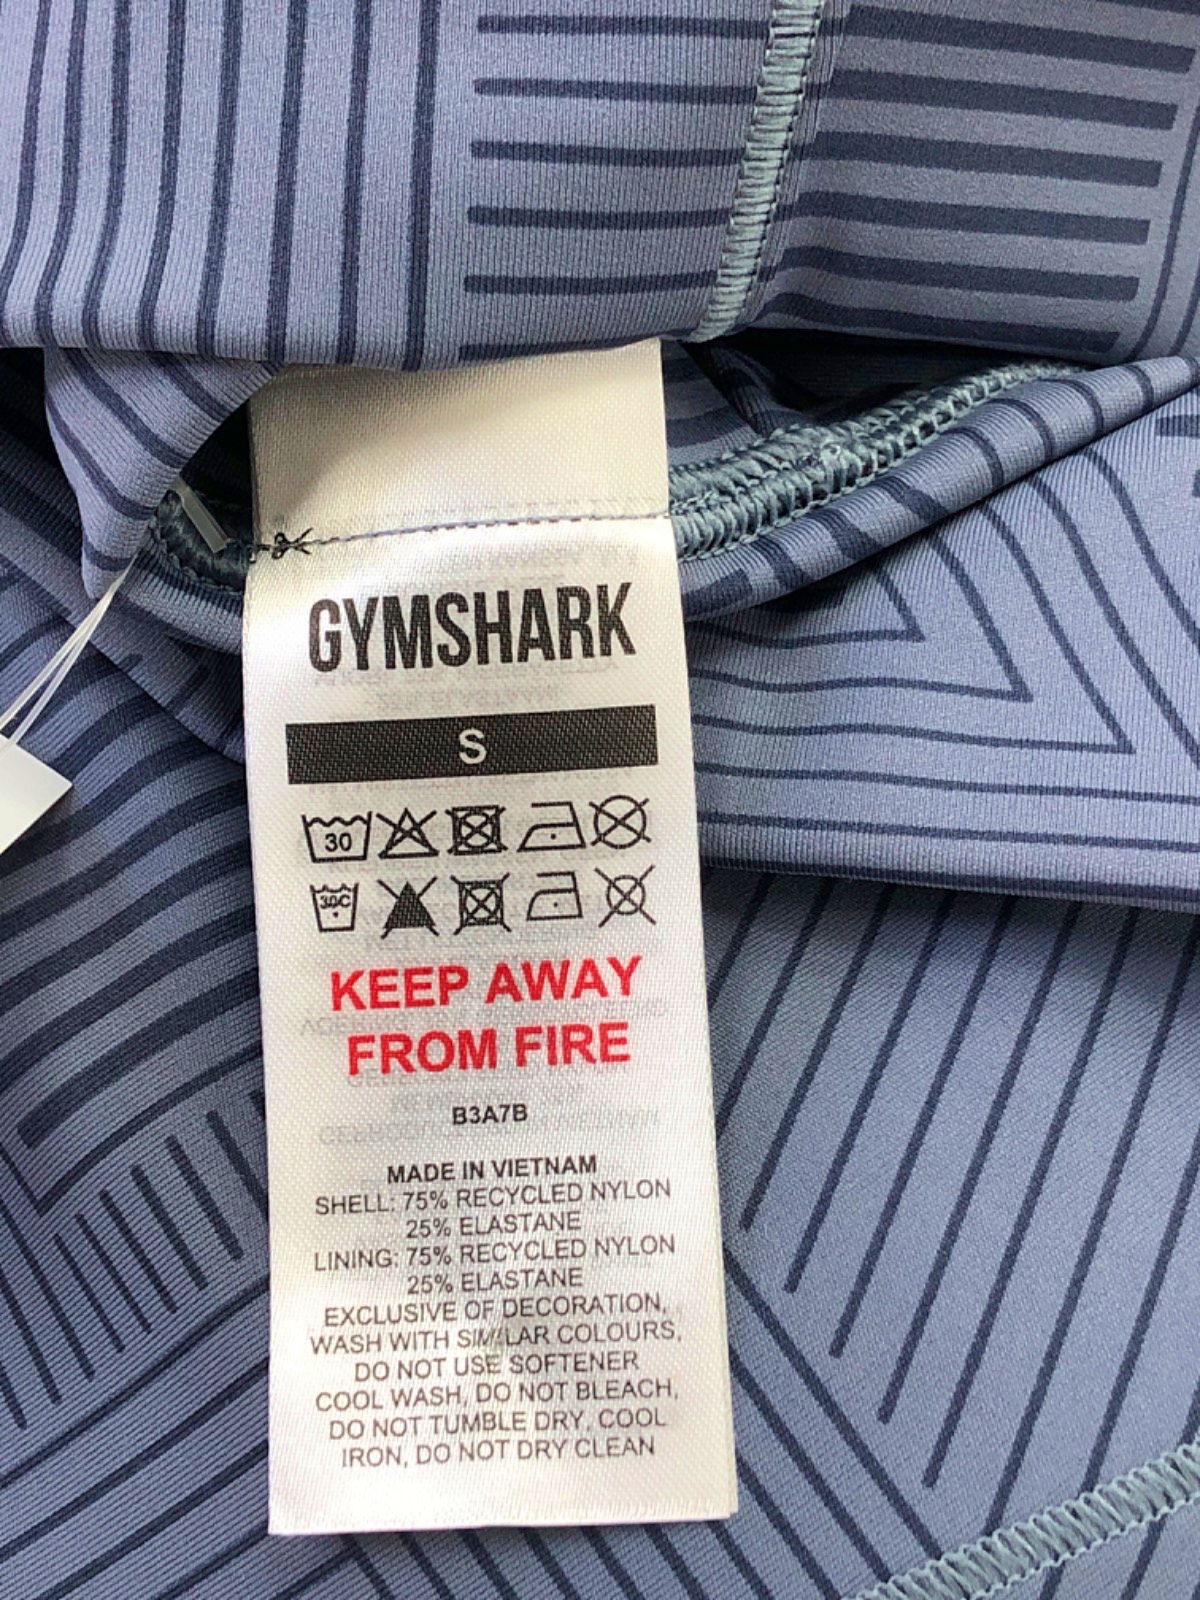 GYMSHARK
S
30
30C
KEEP AWAY
FROM FIRE
B3A7B
MADE IN VIETNAM
SHELL: 75% RECYCLED NYLON
25% ELASTANE
LINING: 75% RECYCLED NYLON
25% ELASTANE
EXCLUSIVE OF DECORATION,
WASH WITH SIMILAR COLOURS,
DO NOT USE SOFTENER
COOL WASH, DO NOT BLEACH,
DO NOT TUMBLE DRY, COOL
IRON, DO NOT DRY CLEAN